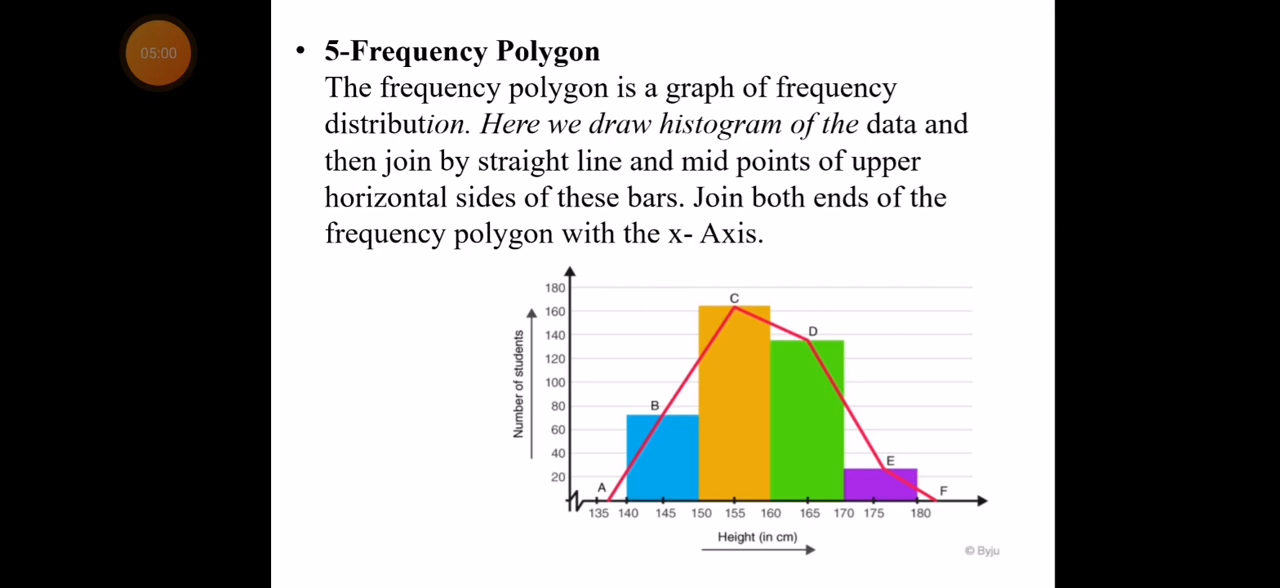 05:00
• 5-Frequency Polygon
The frequency polygon is a graph of frequency
distribution. Here we draw histogram of the data and
then join by straight line and mid points of upper
horizontal sides of these bars. Join both ends of the
frequency polygon with the x- Axis.
180
160
140
120
100
80
60
40
20
Number of students
A
B
C
D
E
F
135 140 145 150 155 160 165 170 175 180
Height (in cm)
© Byju